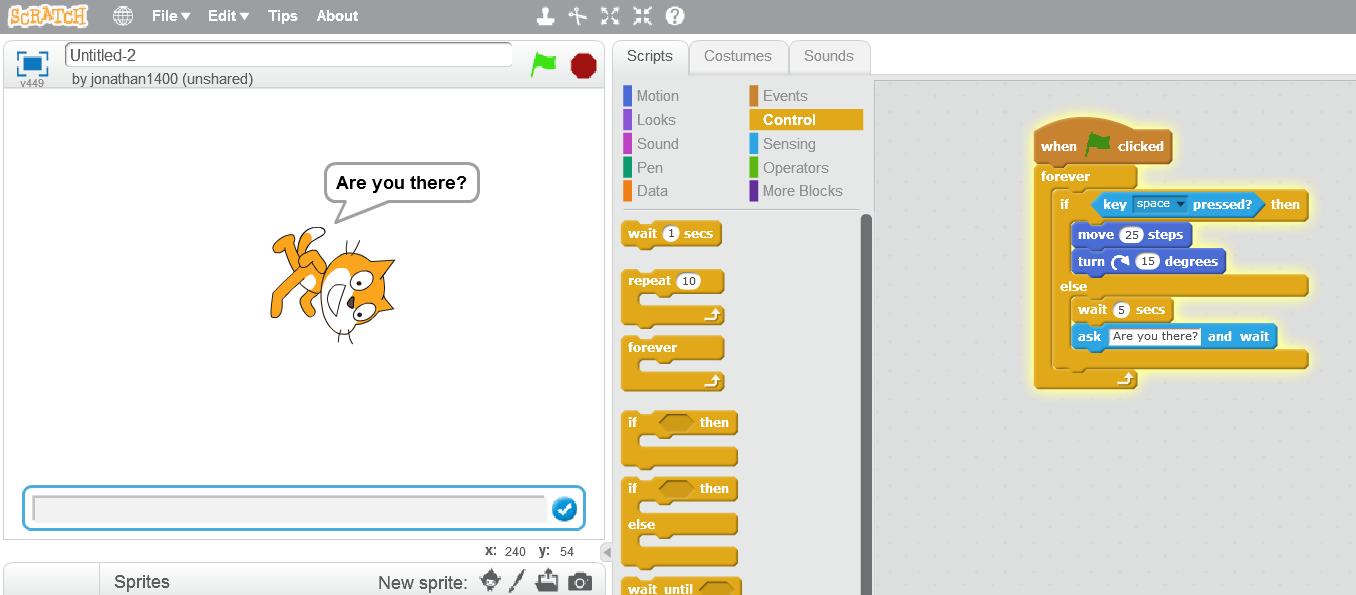 SCRATCH File ▾ Edit ▾ Tips About
Untitled-2
v449 by jonathan1400 (unshared)
Are you there?
x: 240 y: 54
Sprites New sprite:
Scripts Costumes Sounds
Motion Events
Looks Control
Sound Sensing
Pen Operators
Data More Blocks
wait 1 secs
repeat 10
forever
if then
if then
else
wait until
when clicked
forever
if key space ▾ pressed? then
move 25 steps
turn 15 degrees
else
wait 5 secs
ask Are you there? and wait